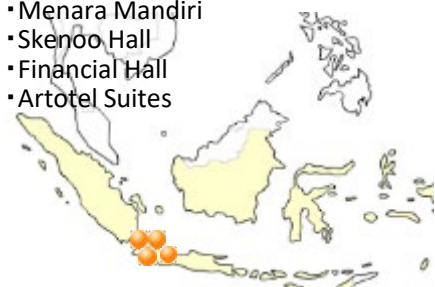 ・Menara Mandiri
・Skenoo Hall
・Financial Hall
・Artotel Suites